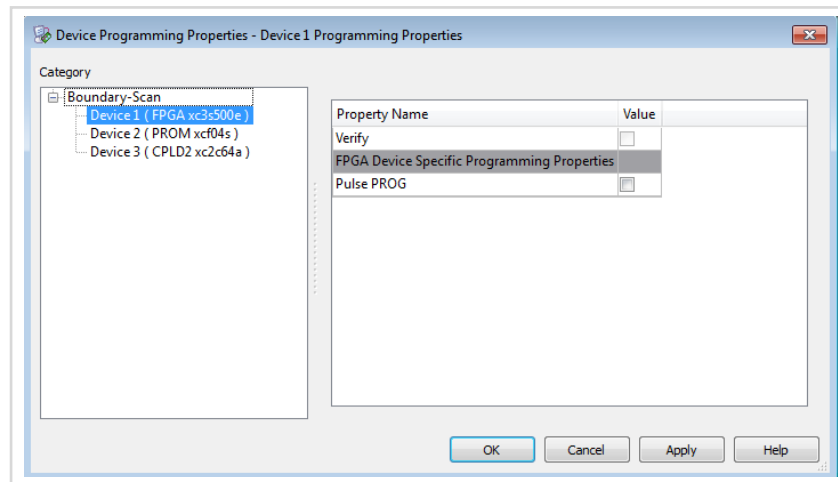 Device Programming Properties - Device 1 Programming Properties
Category
Boundary-Scan
Device 1 ( FPGA xc3s500e )
Device 2 ( PROM xcf04s )
Device 3 ( CPLD2 xc2c64a )
Property Name Value
Verify
FPGA Device Specific Programming Properties
Pulse PROG
OK Cancel Apply Help